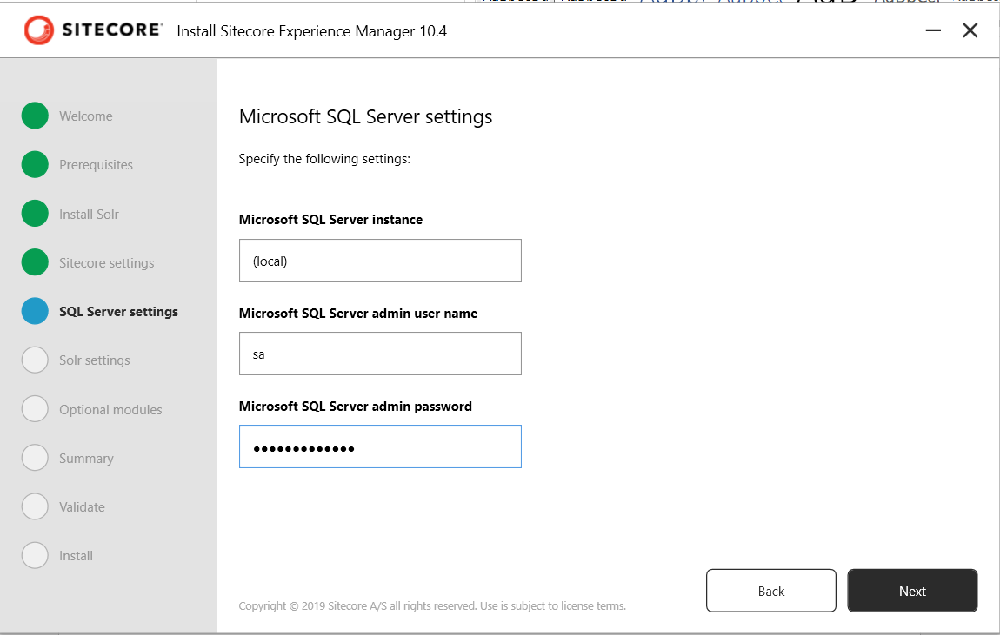 SITECORE
Install Sitecore Experience Manager 10.4
Welcome
Prerequisites
Install Solr
Sitecore settings
SQL Server settings
Solr settings
Optional modules
Summary
Validate
Install
Microsoft SQL Server settings
Specify the following settings:
Microsoft SQL Server instance
(local)
Microsoft SQL Server admin user name
sa
Microsoft SQL Server admin password
•••••••••••••
Copyright © 2019 Sitecore A/S all rights reserved. Use is subject to license terms.
Back
Next